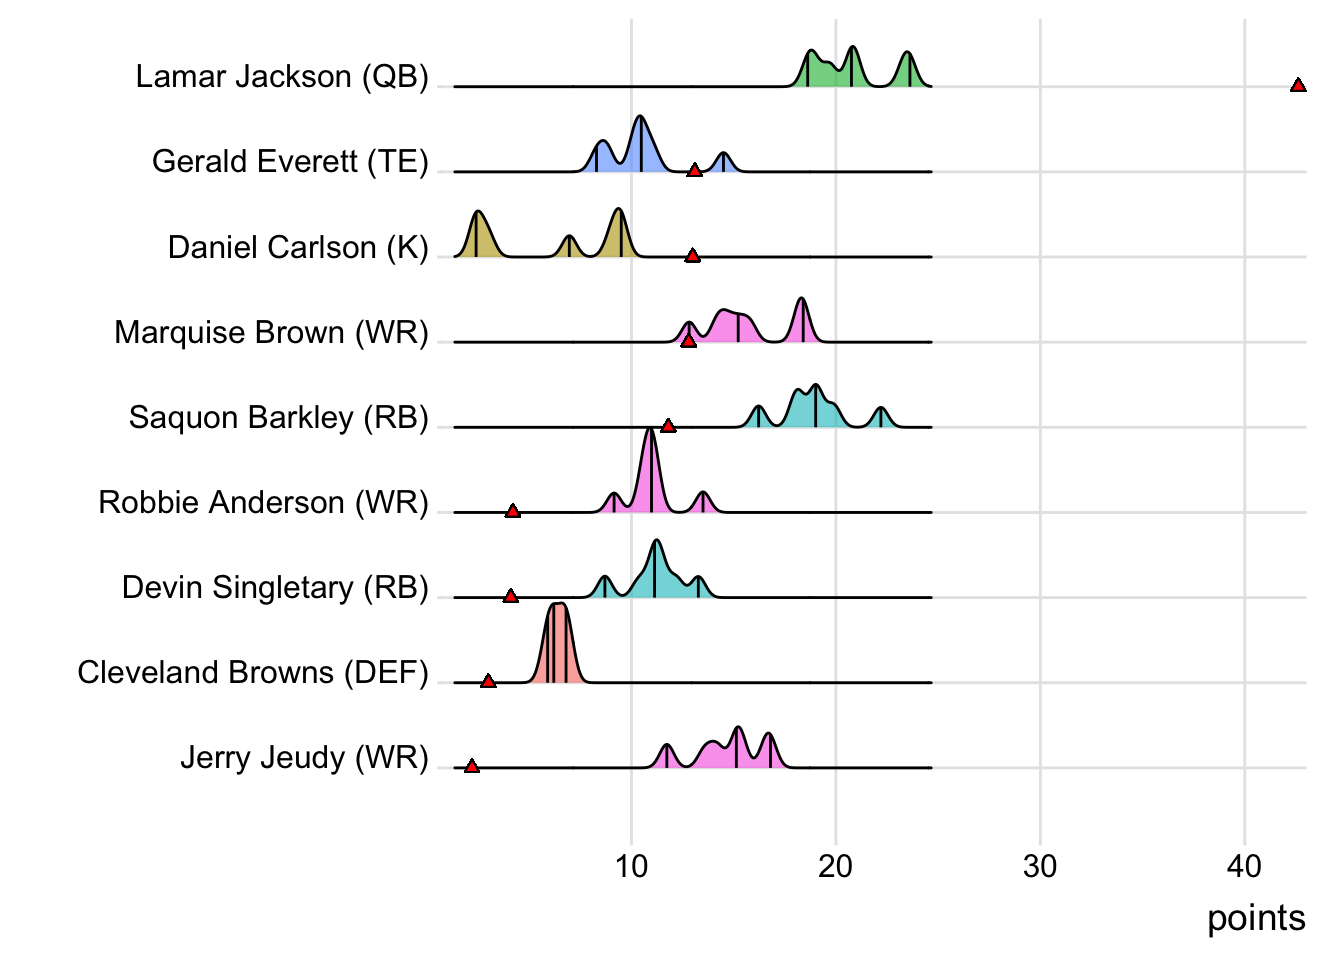 Lamar Jackson (QB)
Gerald Everett (TE)
Daniel Carlson (K)
Marquise Brown (WR)
Saquon Barkley (RB)
Robbie Anderson (WR)
Devin Singletary (RB)
Cleveland Browns (DEF)
Jerry Jeudy (WR)
10 20 30 40
points